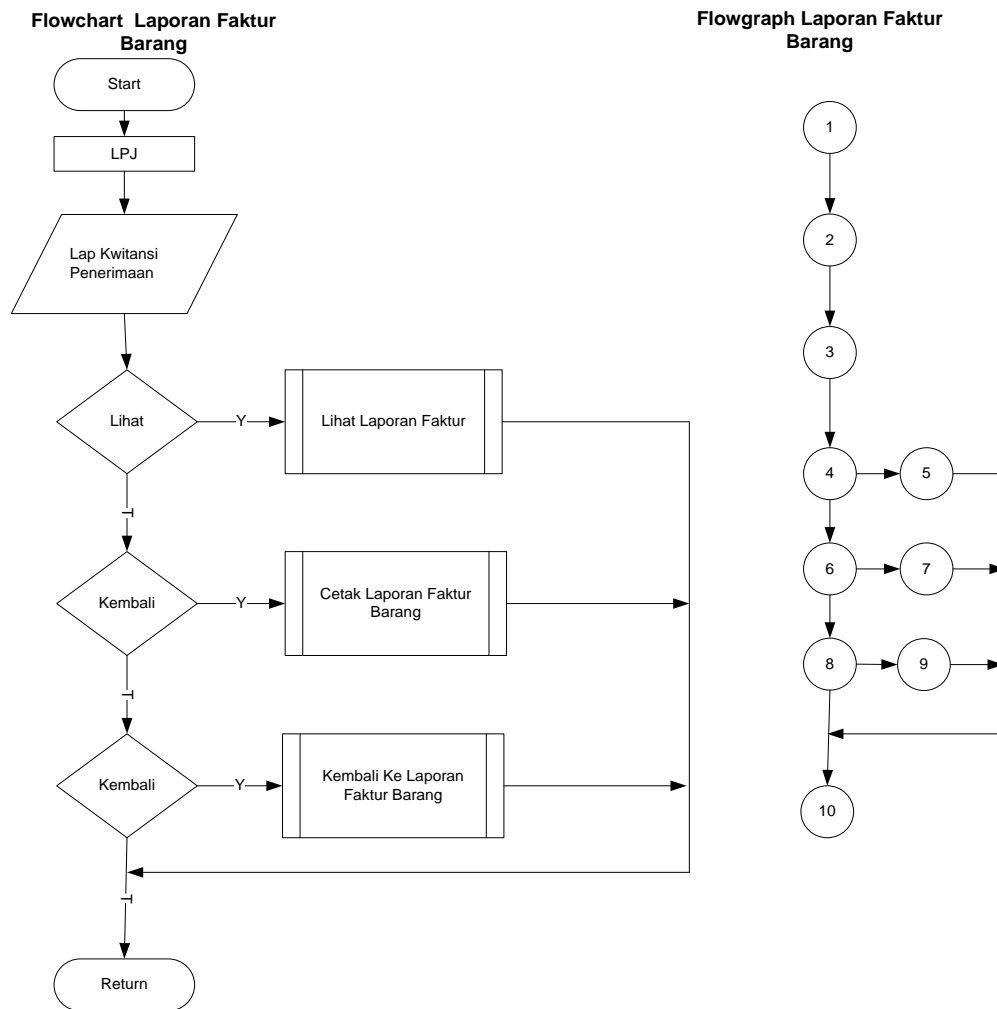 Flowchart Laporan Faktur
Barang
Start
LPJ
Lap Kwitansi
Penerimaan
Lihat
Y
Lihat Laporan Faktur
T
Kembali
Y
Cetak Laporan Faktur
Barang
T
Kembali
Y
Kembali Ke Laporan
Faktur Barang
T
Return
Flowgraph Laporan Faktur
Barang
1
2
3
4
5
6
7
8
9
10